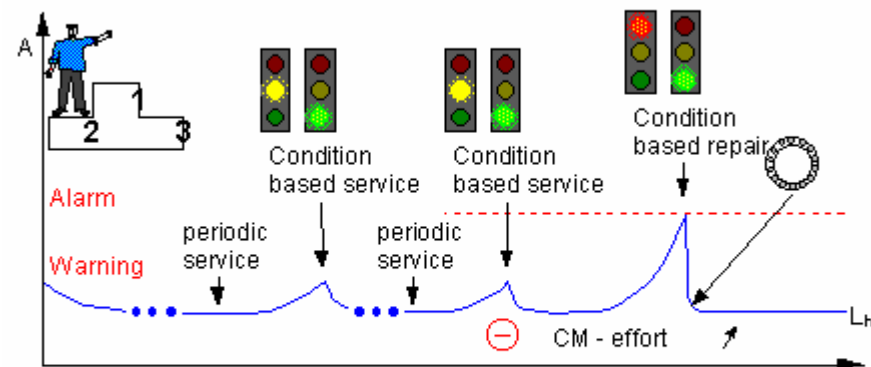 A
1
2
3
Condition
based service
Condition
based service
Condition
based repair
Alarm
Warning
periodic
service
periodic
service
CM - effort